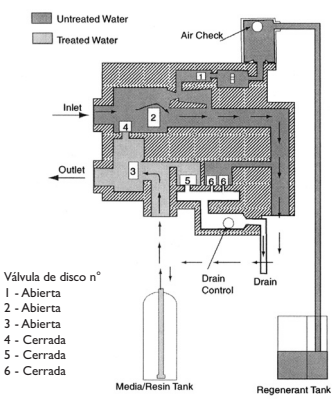 Untreated Water
Treated Water
Air Check
1
Inlet
2
4
Outlet
3
5
6
6
Drain
Control
Drain
Válvula de disco nº
1 - Abierta
2 - Abierta
3 - Abierta
4 - Cerrada
5 - Cerrada
6 - Cerrada
Media/Resin Tank
Regenerant Tank